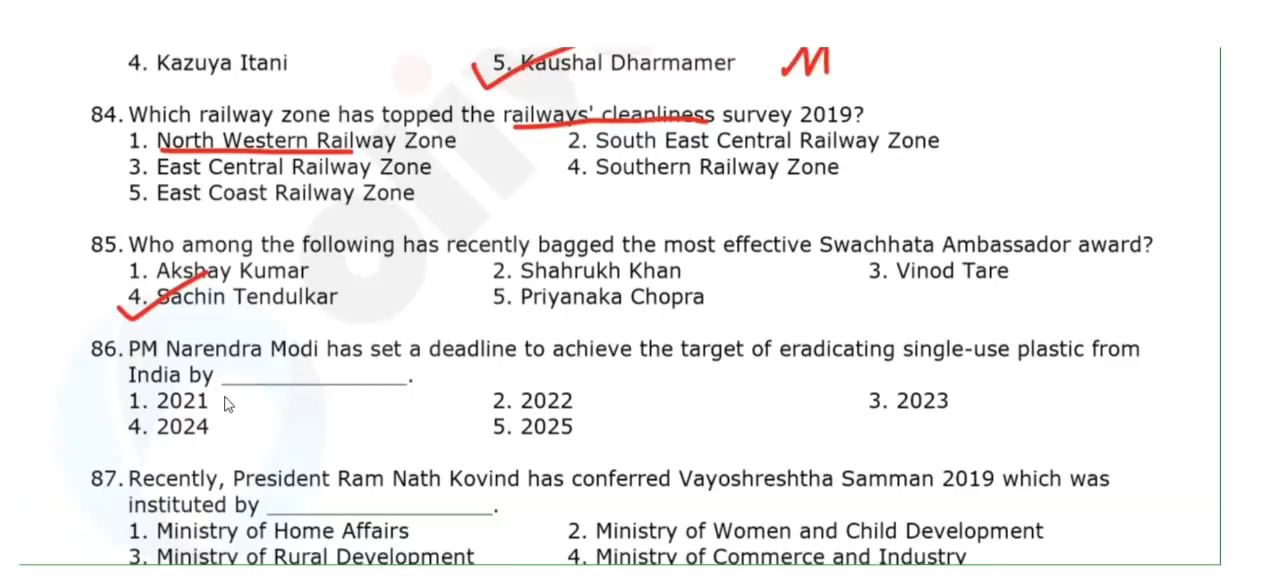 4. Kazuya Itani 5. Kaushal Dharmamer M
84. Which railway zone has topped the railways' cleanliness survey 2019?
1. North Western Railway Zone 2. South East Central Railway Zone
3. East Central Railway Zone 4. Southern Railway Zone
5. East Coast Railway Zone
85. Who among the following has recently bagged the most effective Swachhata Ambassador award?
1. Akshay Kumar 2. Shahrukh Khan 3. Vinod Tare
4. Sachin Tendulkar 5. Priyanaka Chopra
86. PM Narendra Modi has set a deadline to achieve the target of eradicating single-use plastic from
India by _________________.
1. 2021 2. 2022 3. 2023
4. 2024 5. 2025
87. Recently, President Ram Nath Kovind has conferred Vayoshreshtha Samman 2019 which was
instituted by _____________________.
1. Ministry of Home Affairs 2. Ministry of Women and Child Development
3. Ministry of Rural Development 4. Ministry of Commerce and Industry